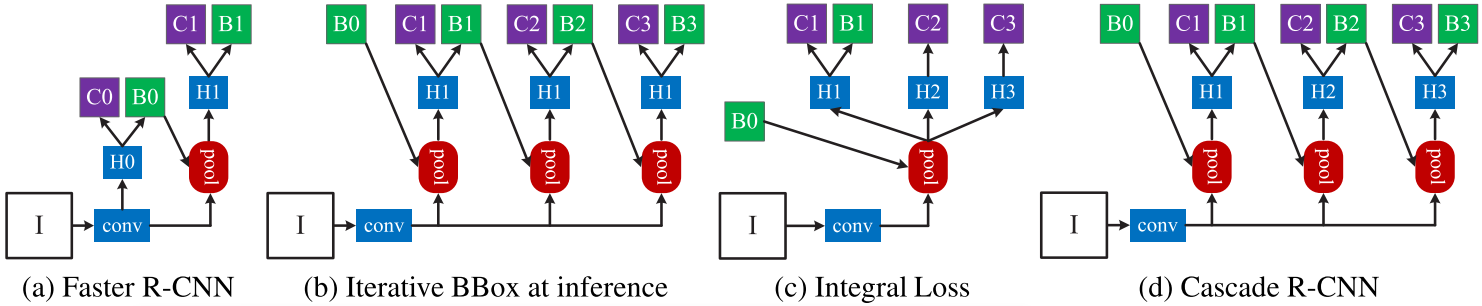 C1 B1 B0 C1 B1 C2 B2 C3 B3 C1 B1 C2 C3 B0 C1 B1 C2 B2 C3 B3
C0 B0 H1 H1 H1 H1 H1 H2 H3 H1 H2 H3
B0
H0 pool pool pool pool pool pool pool pool
I conv I conv I conv I conv
(a) Faster R-CNN (b) Iterative BBox at inference (c) Integral Loss (d) Cascade R-CNN